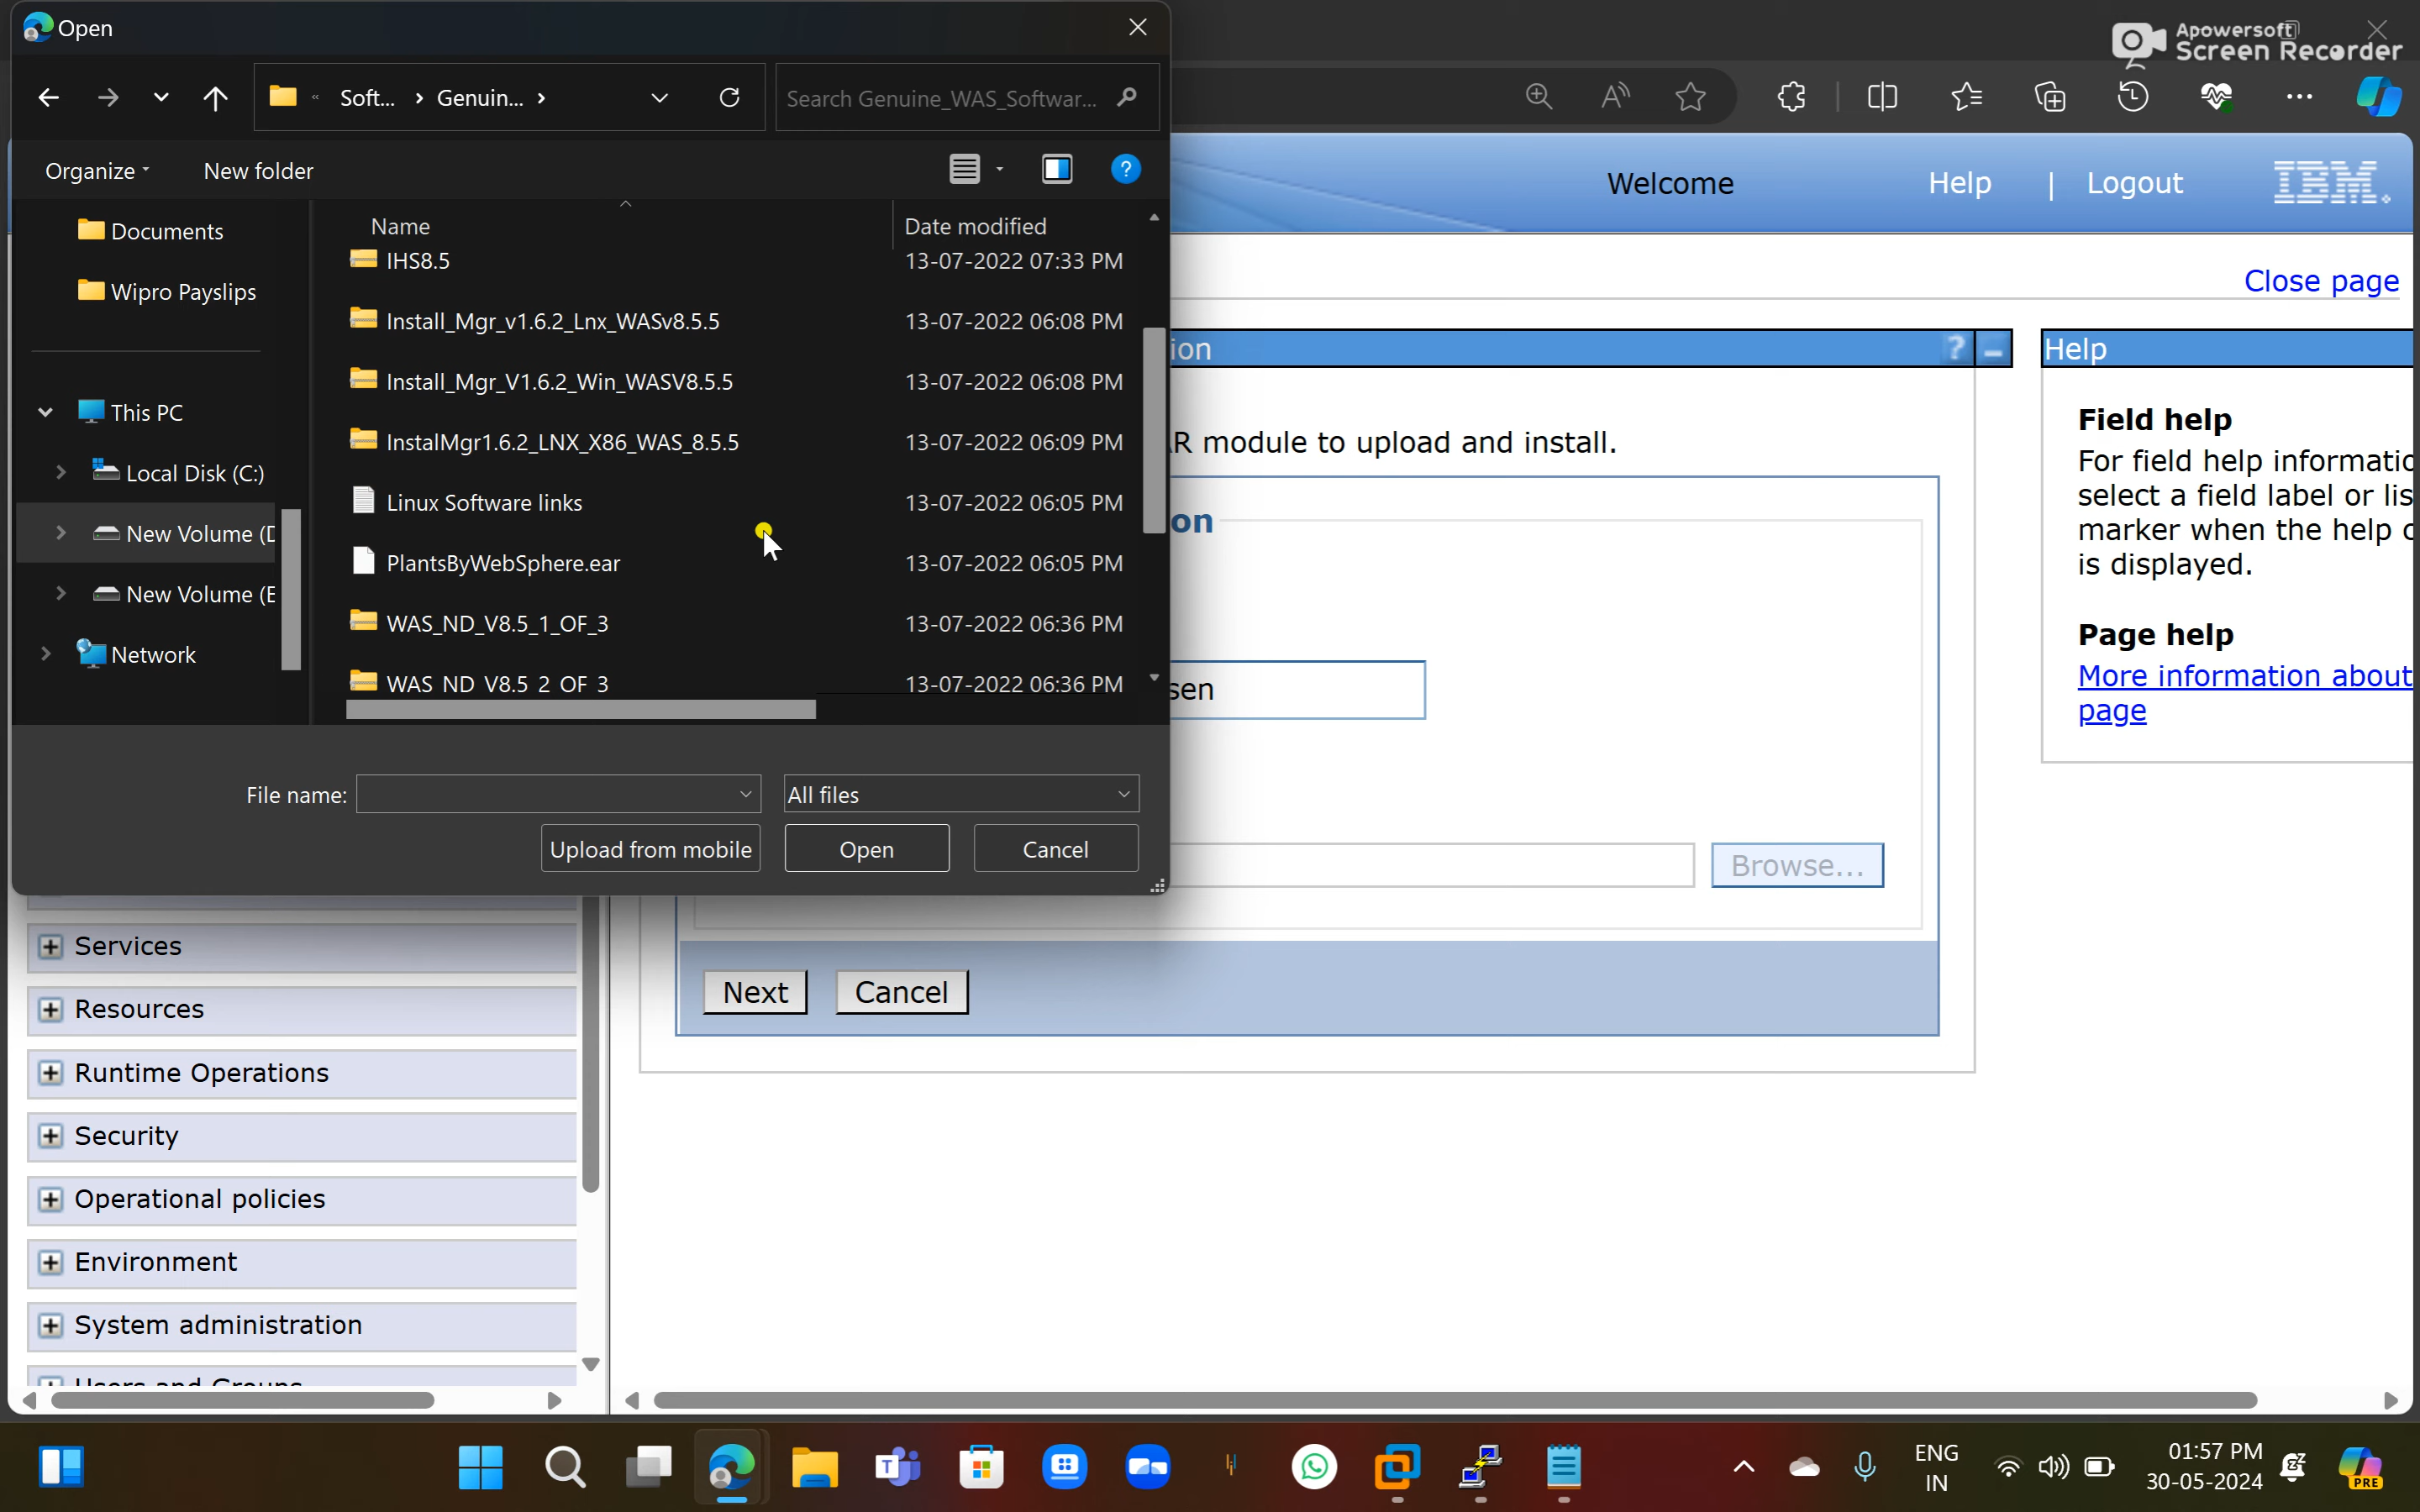 Open
Apowersoft
Screen Recorder
« Soft... › Genuin... ›
Search Genuine_WAS_Softwar...
Organize
New folder
Documents
Wipro Payslips
This PC
Local Disk (C:)
New Volume (D
New Volume (E
Network
Name
Date modified
IHS8.5
13-07-2022 07:33 PM
Install_Mgr_v1.6.2_Lnx_WASv8.5.5
13-07-2022 06:08 PM
Install_Mgr_V1.6.2_Win_WASV8.5.5
13-07-2022 06:08 PM
InstalMgr1.6.2_LNX_X86_WAS_8.5.5
13-07-2022 06:09 PM
Linux Software links
13-07-2022 06:05 PM
PlantsByWebSphere.ear
13-07-2022 06:05 PM
WAS_ND_V8.5_1_OF_3
13-07-2022 06:36 PM
WAS_ND_V8.5_2_OF_3
13-07-2022 06:36 PM
File name:
All files
Upload from mobile
Open
Cancel
Welcome
Help
|
Logout
IBM.
Close page
ion
?
Help
R module to upload and install.
on
sen
Browse...
Next
Cancel
Field help
For field help informatio
select a field label or lis
marker when the help c
is displayed.
Page help
More information about
page
Services
Resources
Runtime Operations
Security
Operational policies
Environment
System administration
Users and Groups
ENG
IN
01:57 PM
30-05-2024
PRE